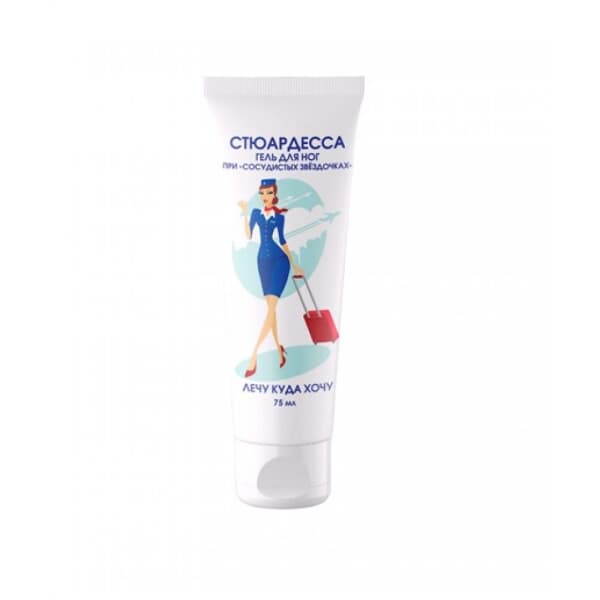 СТЮАРДЕССА
ГЕЛЬ ДЛЯ НОГ
ПРИ «СОСУДИСТЫХ ЗВЁЗДОЧКАХ»
ЛЕЧУ КУДА ХОЧУ
75 мл